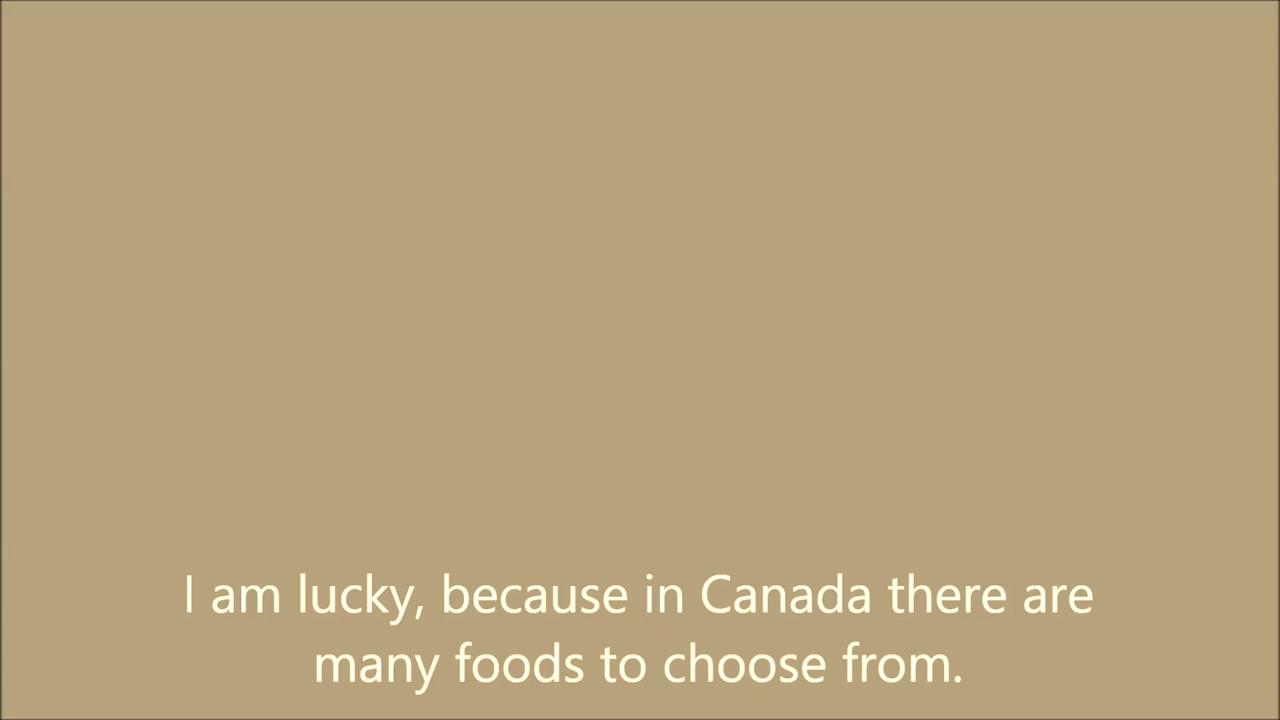 I am lucky, because in Canada there are
many foods to choose from.